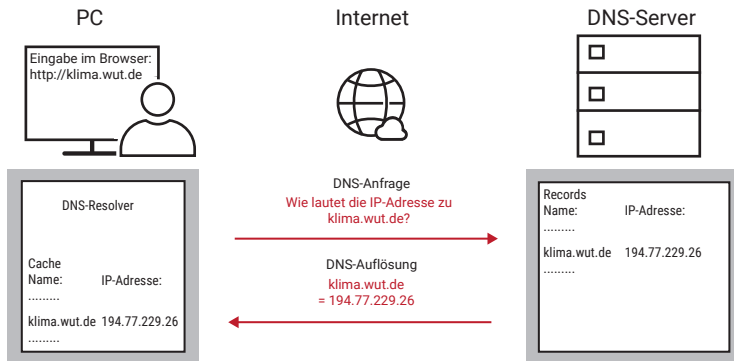 PC
Internet
DNS-Server
Eingabe im Browser:
http://klima.wut.de
DNS-Resolver
Cache
Name: IP-Adresse:
.........
klima.wut.de 194.77.229.26
.........
DNS-Anfrage
Wie lautet die IP-Adresse zu
klima.wut.de?
DNS-Auflösung
klima.wut.de
= 194.77.229.26
Records
Name: IP-Adresse:
.........
klima.wut.de 194.77.229.26
.........